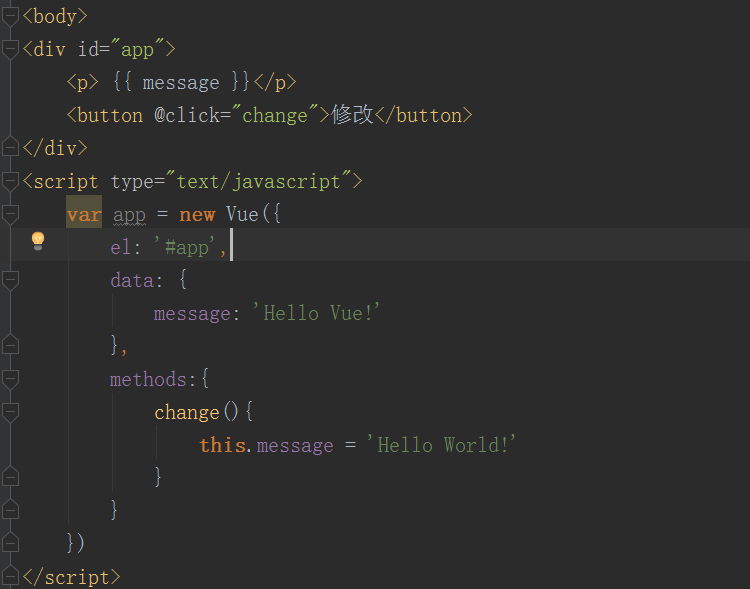 <body>
<div id="app">
    <p> {{ message }}</p>
    <button @click="change">修改</button>
</div>
<script type="text/javascript">
    var app = new Vue({
        el: '#app',
        data: {
            message: 'Hello Vue!'
        },
        methods:{
            change(){
                this.message = 'Hello World!'
            }
        }
    })
</script>